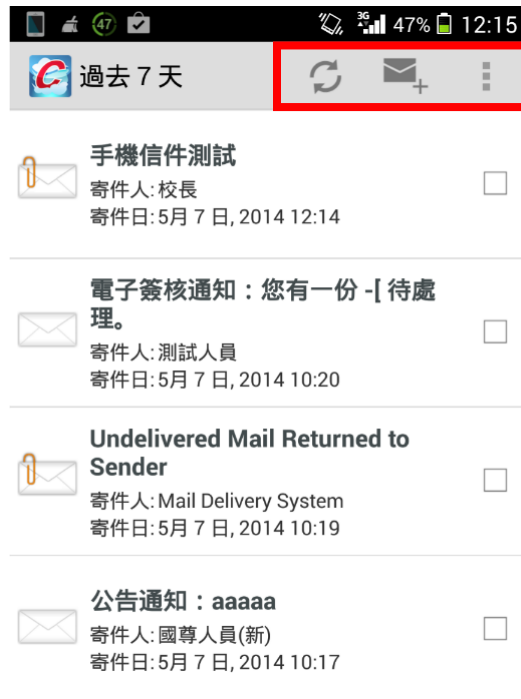 47 3G 47% 12:15
C 過去 7 天
手機信件測試
寄件人: 校長
寄件日: 5月 7 日, 2014 12:14
電子簽核通知：您有一份 -[ 待處
理。
寄件人: 測試人員
寄件日: 5月 7 日, 2014 10:20
Undelivered Mail Returned to
Sender
寄件人: Mail Delivery System
寄件日: 5月 7 日, 2014 10:19
公告通知：aaaaa
寄件人: 國尊人員(新)
寄件日: 5月 7 日, 2014 10:17